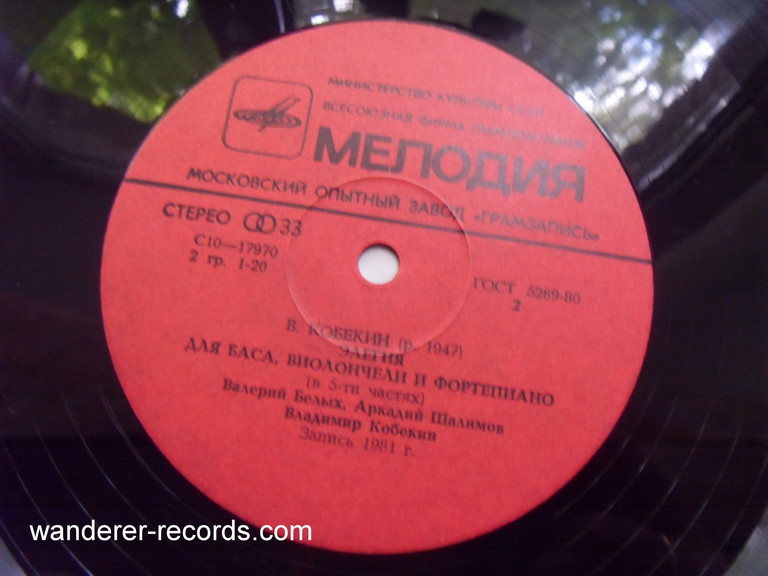 МИНИСТЕРСТВО КУЛЬТУРЫ СССР
ВСЕСОЮЗНАЯ ФИРМА ГРАМПЛАСТИНОК
МЕЛОДИЯ
МОСКОВСКИЙ ОПЫТНЫЙ ЗАВОД «ГРАМЗАПИСЬ»
СТЕРЕО 33
С10—17970
2 гр. 1-20
ГОСТ 5289-80
2
В. КОБЕКИН (р. 1947)
ЭЛЕГИЯ
ДЛЯ БАСА, ВИОЛОНЧЕЛИ И ФОРТЕПИАНО
(в 5-ти частях)
Валерий Белых, Аркадий Шалимов
Владимир Кобекин
Запись 1981 г.
wanderer-records.com